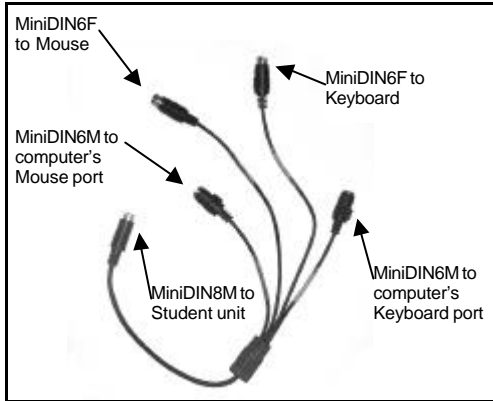 MiniDIN6F
to Mouse
MiniDIN6F to
Keyboard
MiniDIN6M to
computer's
Mouse port
MiniDIN8M to
Student unit
MiniDIN6M to
computer's
Keyboard port